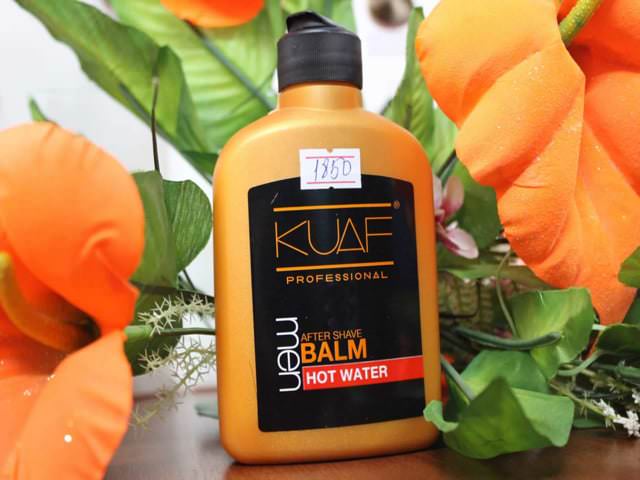 1850
KUAF®
PROFESSIONAL
men
AFTER SHAVE
BALM
HOT WATER